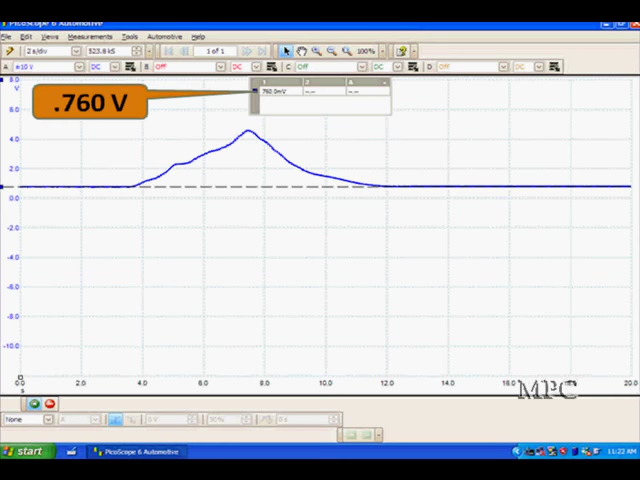 PicoScope 6 Automotive
File Edit Views Measurements Tools Automotive Help
2 s/div 523.8 kS 1 of 1 100%
A ±10 V DC B Off DC C Off DC D Off DC
8.0
V
1 2 Δ
760.0mV --.-- --.--
.760 V
6.0
4.0
2.0
0.0
-2.0
-4.0
-6.0
-8.0
-10.0
0.0 2.0 4.0 6.0 8.0 10.0 12.0 14.0 16.0 18.0 20.0
s
MPC
None A 0 V 50% 0 s
start PicoScope 6 Automotive 11:22 AM